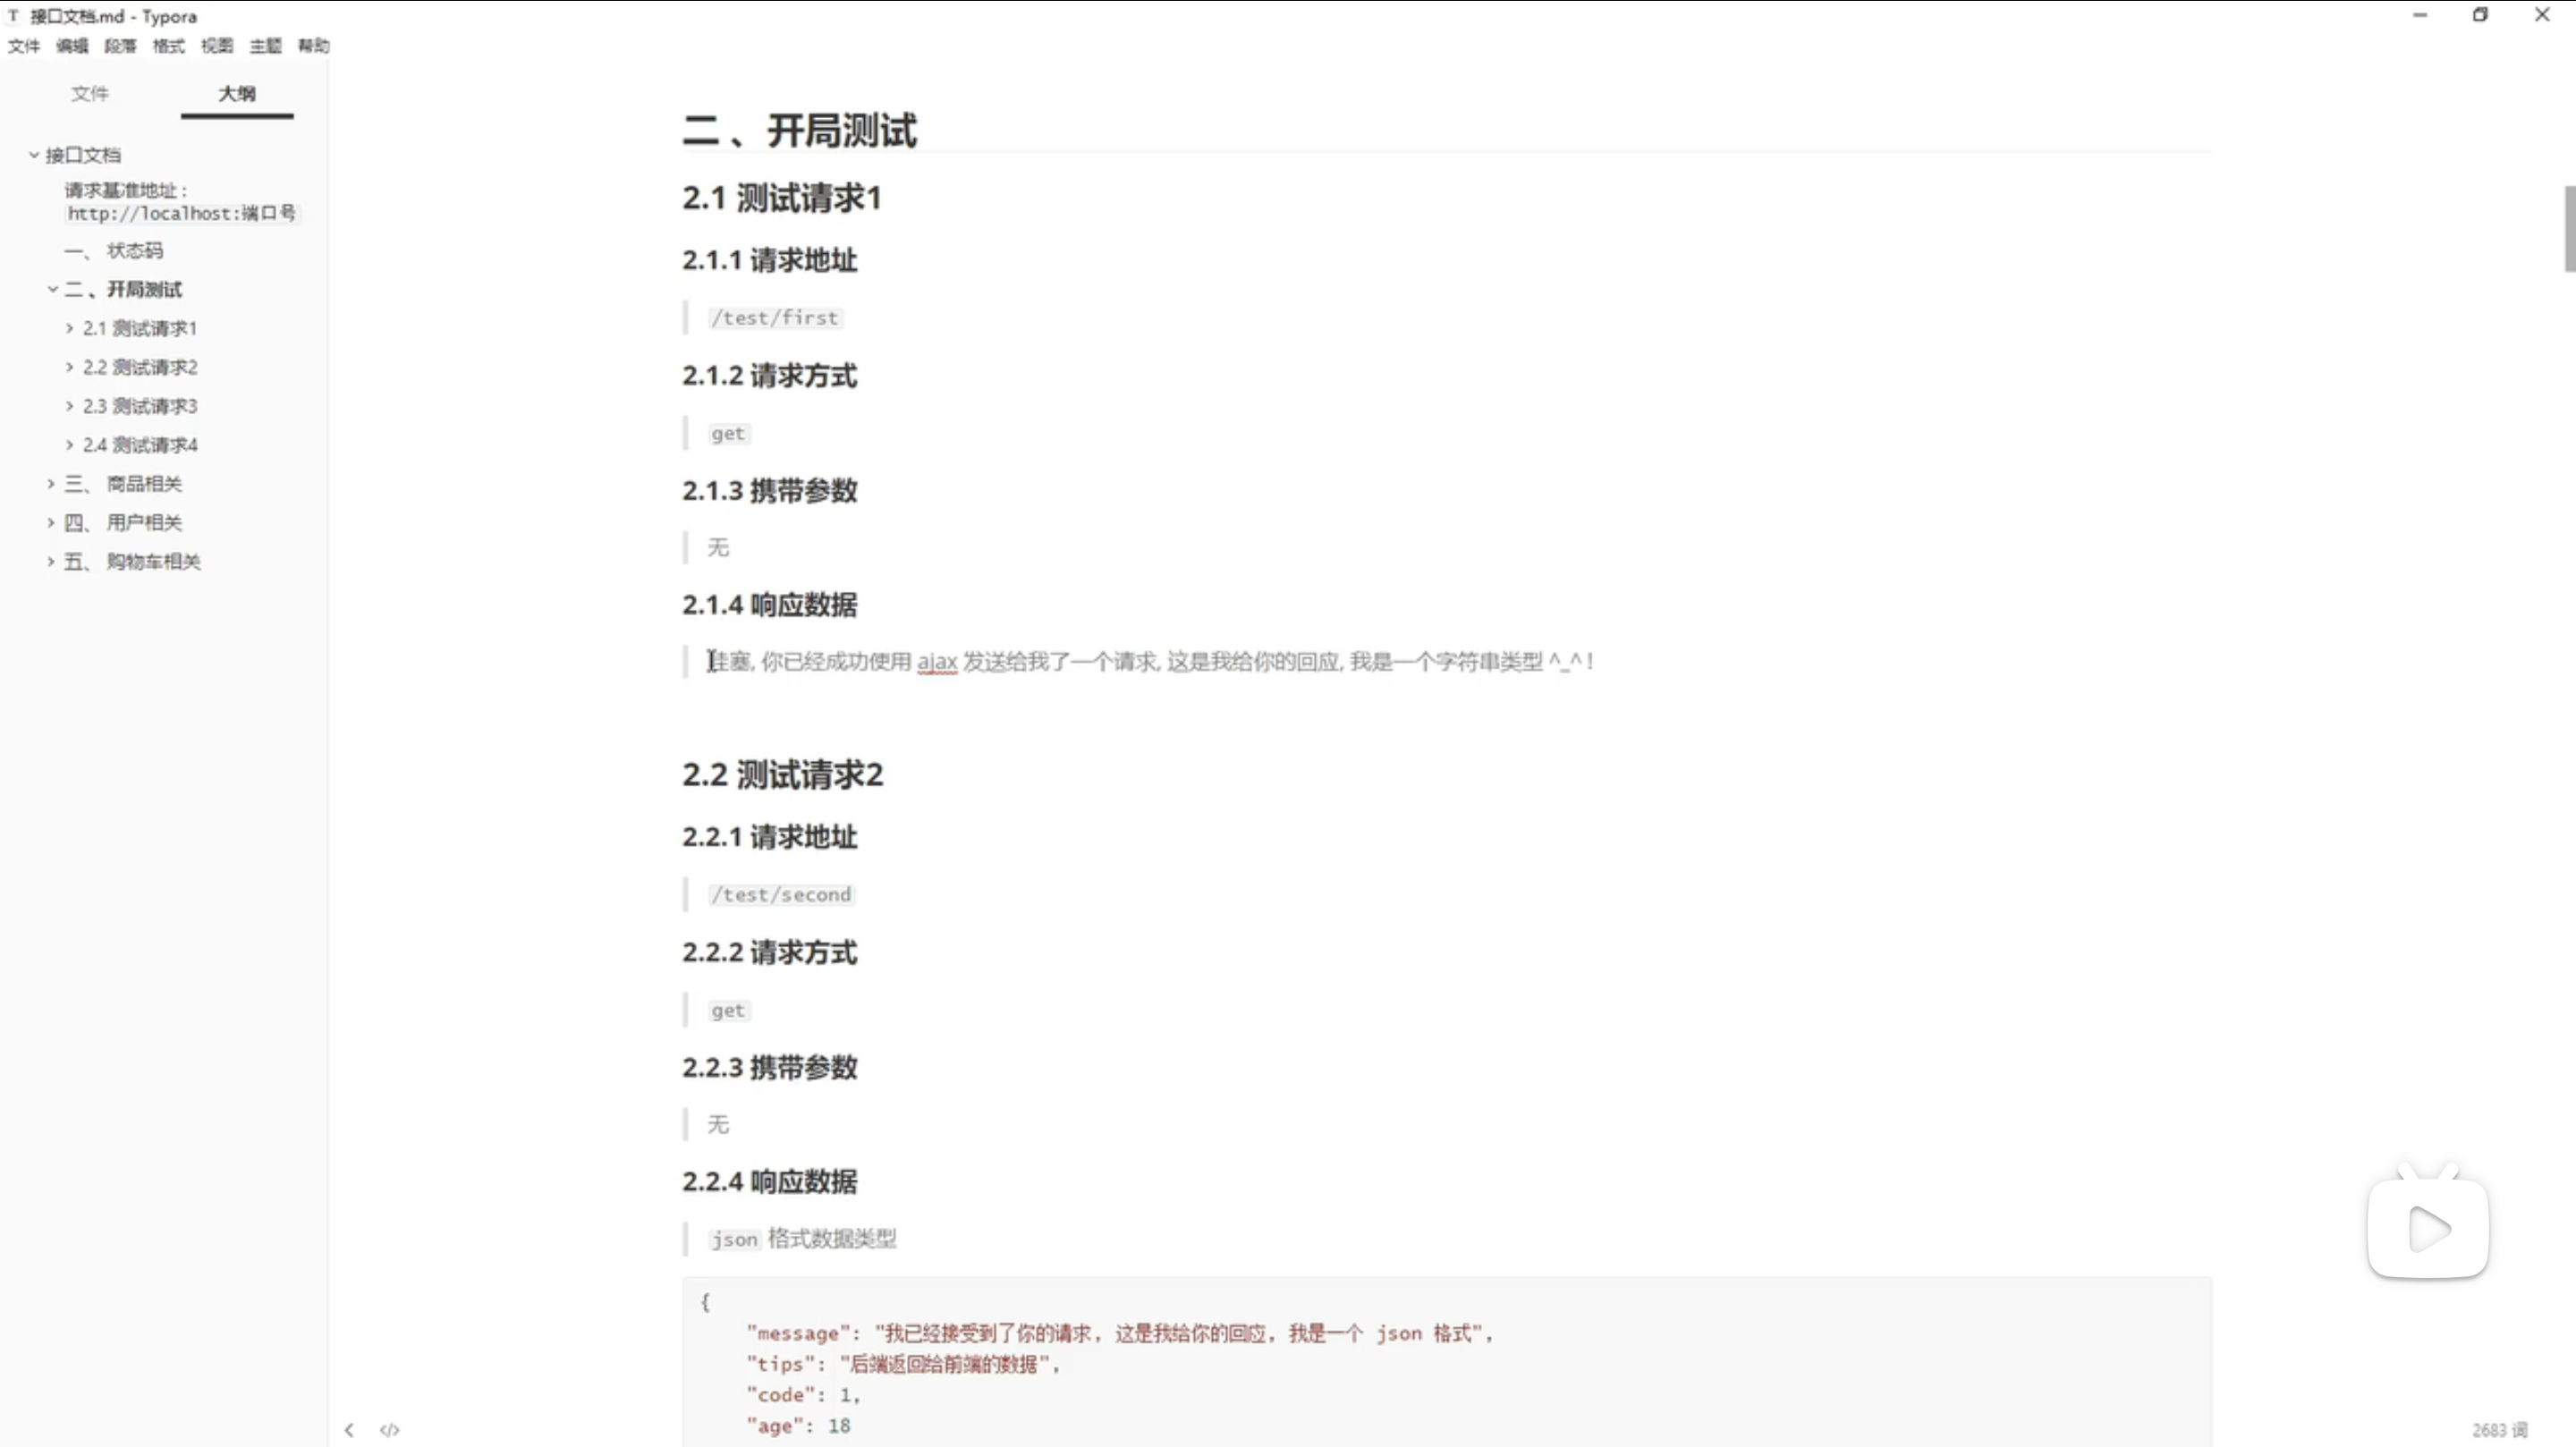 T 接口文档.md - Typora
文件 编辑 段落 格式 视图 主题 帮助
文件 大纲
接口文档
请求基准地址:
http://localhost:端口号
一、 状态码
二 、开局测试
2.1 测试请求1
2.2 测试请求2
2.3 测试请求3
2.4 测试请求4
三、 商品相关
四、 用户相关
五、 购物车相关
二 、开局测试
2.1 测试请求1
2.1.1 请求地址
/test/first
2.1.2 请求方式
get
2.1.3 携带参数
无
2.1.4 响应数据
哇塞, 你已经成功使用 ajax 发送给我了一个请求, 这是我给你的回应, 我是一个字符串类型 ^_^ !
2.2 测试请求2
2.2.1 请求地址
/test/second
2.2.2 请求方式
get
2.2.3 携带参数
无
2.2.4 响应数据
json 格式数据类型
{
"message": "我已经接受到了你的请求, 这是我给你的回应, 我是一个 json 格式",
"tips": "后端返回给前端的数据",
"code": 1,
"age": 18
2683 词